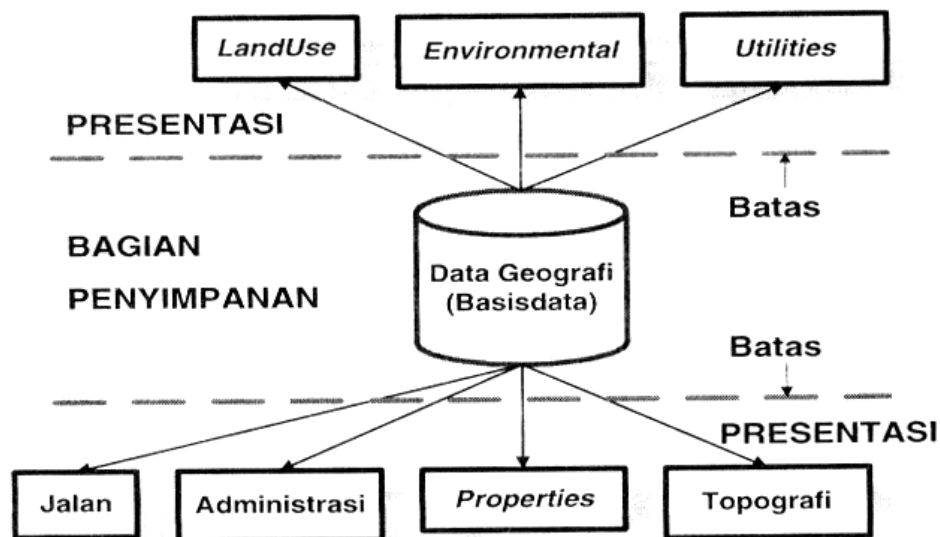 LandUse
Environmental
Utilities
PRESENTASI
Batas
BAGIAN
PENYIMPANAN
Data Geografi
(Basisdata)
Batas
PRESENTASI
Jalan
Administrasi
Properties
Topografi